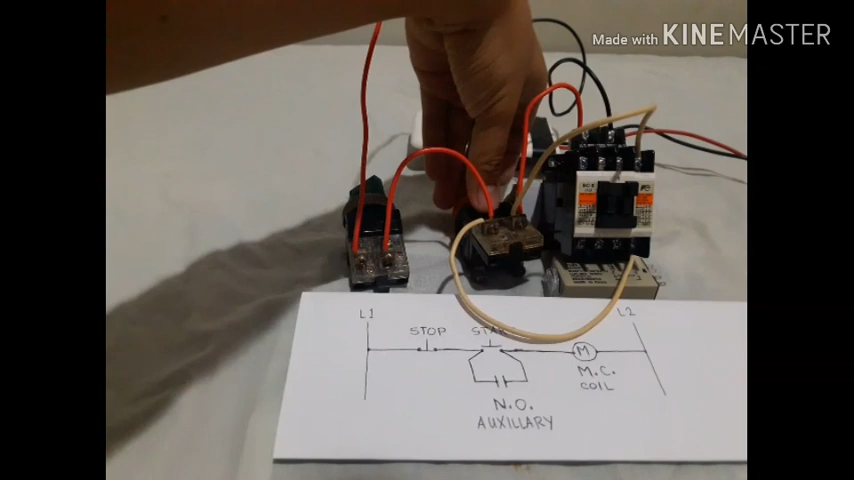 Made with KINEMASTER
L1
L2
STOP
M
M.C.
COIL
N.O.
AUXILLARY